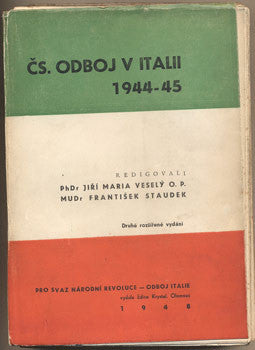 ČS. ODBOJ V ITALII
1944-45
REDIGOVALI
PhDr JIŘÍ MARIA VESELÝ O. P.
MUDr FRANTIŠEK STAUDEK
Druhé rozšířené vydání
PRO SVAZ NÁRODNÍ REVOLUCE — ODBOJ ITALIE
vydala Edice Krystal, Olomouc
1948